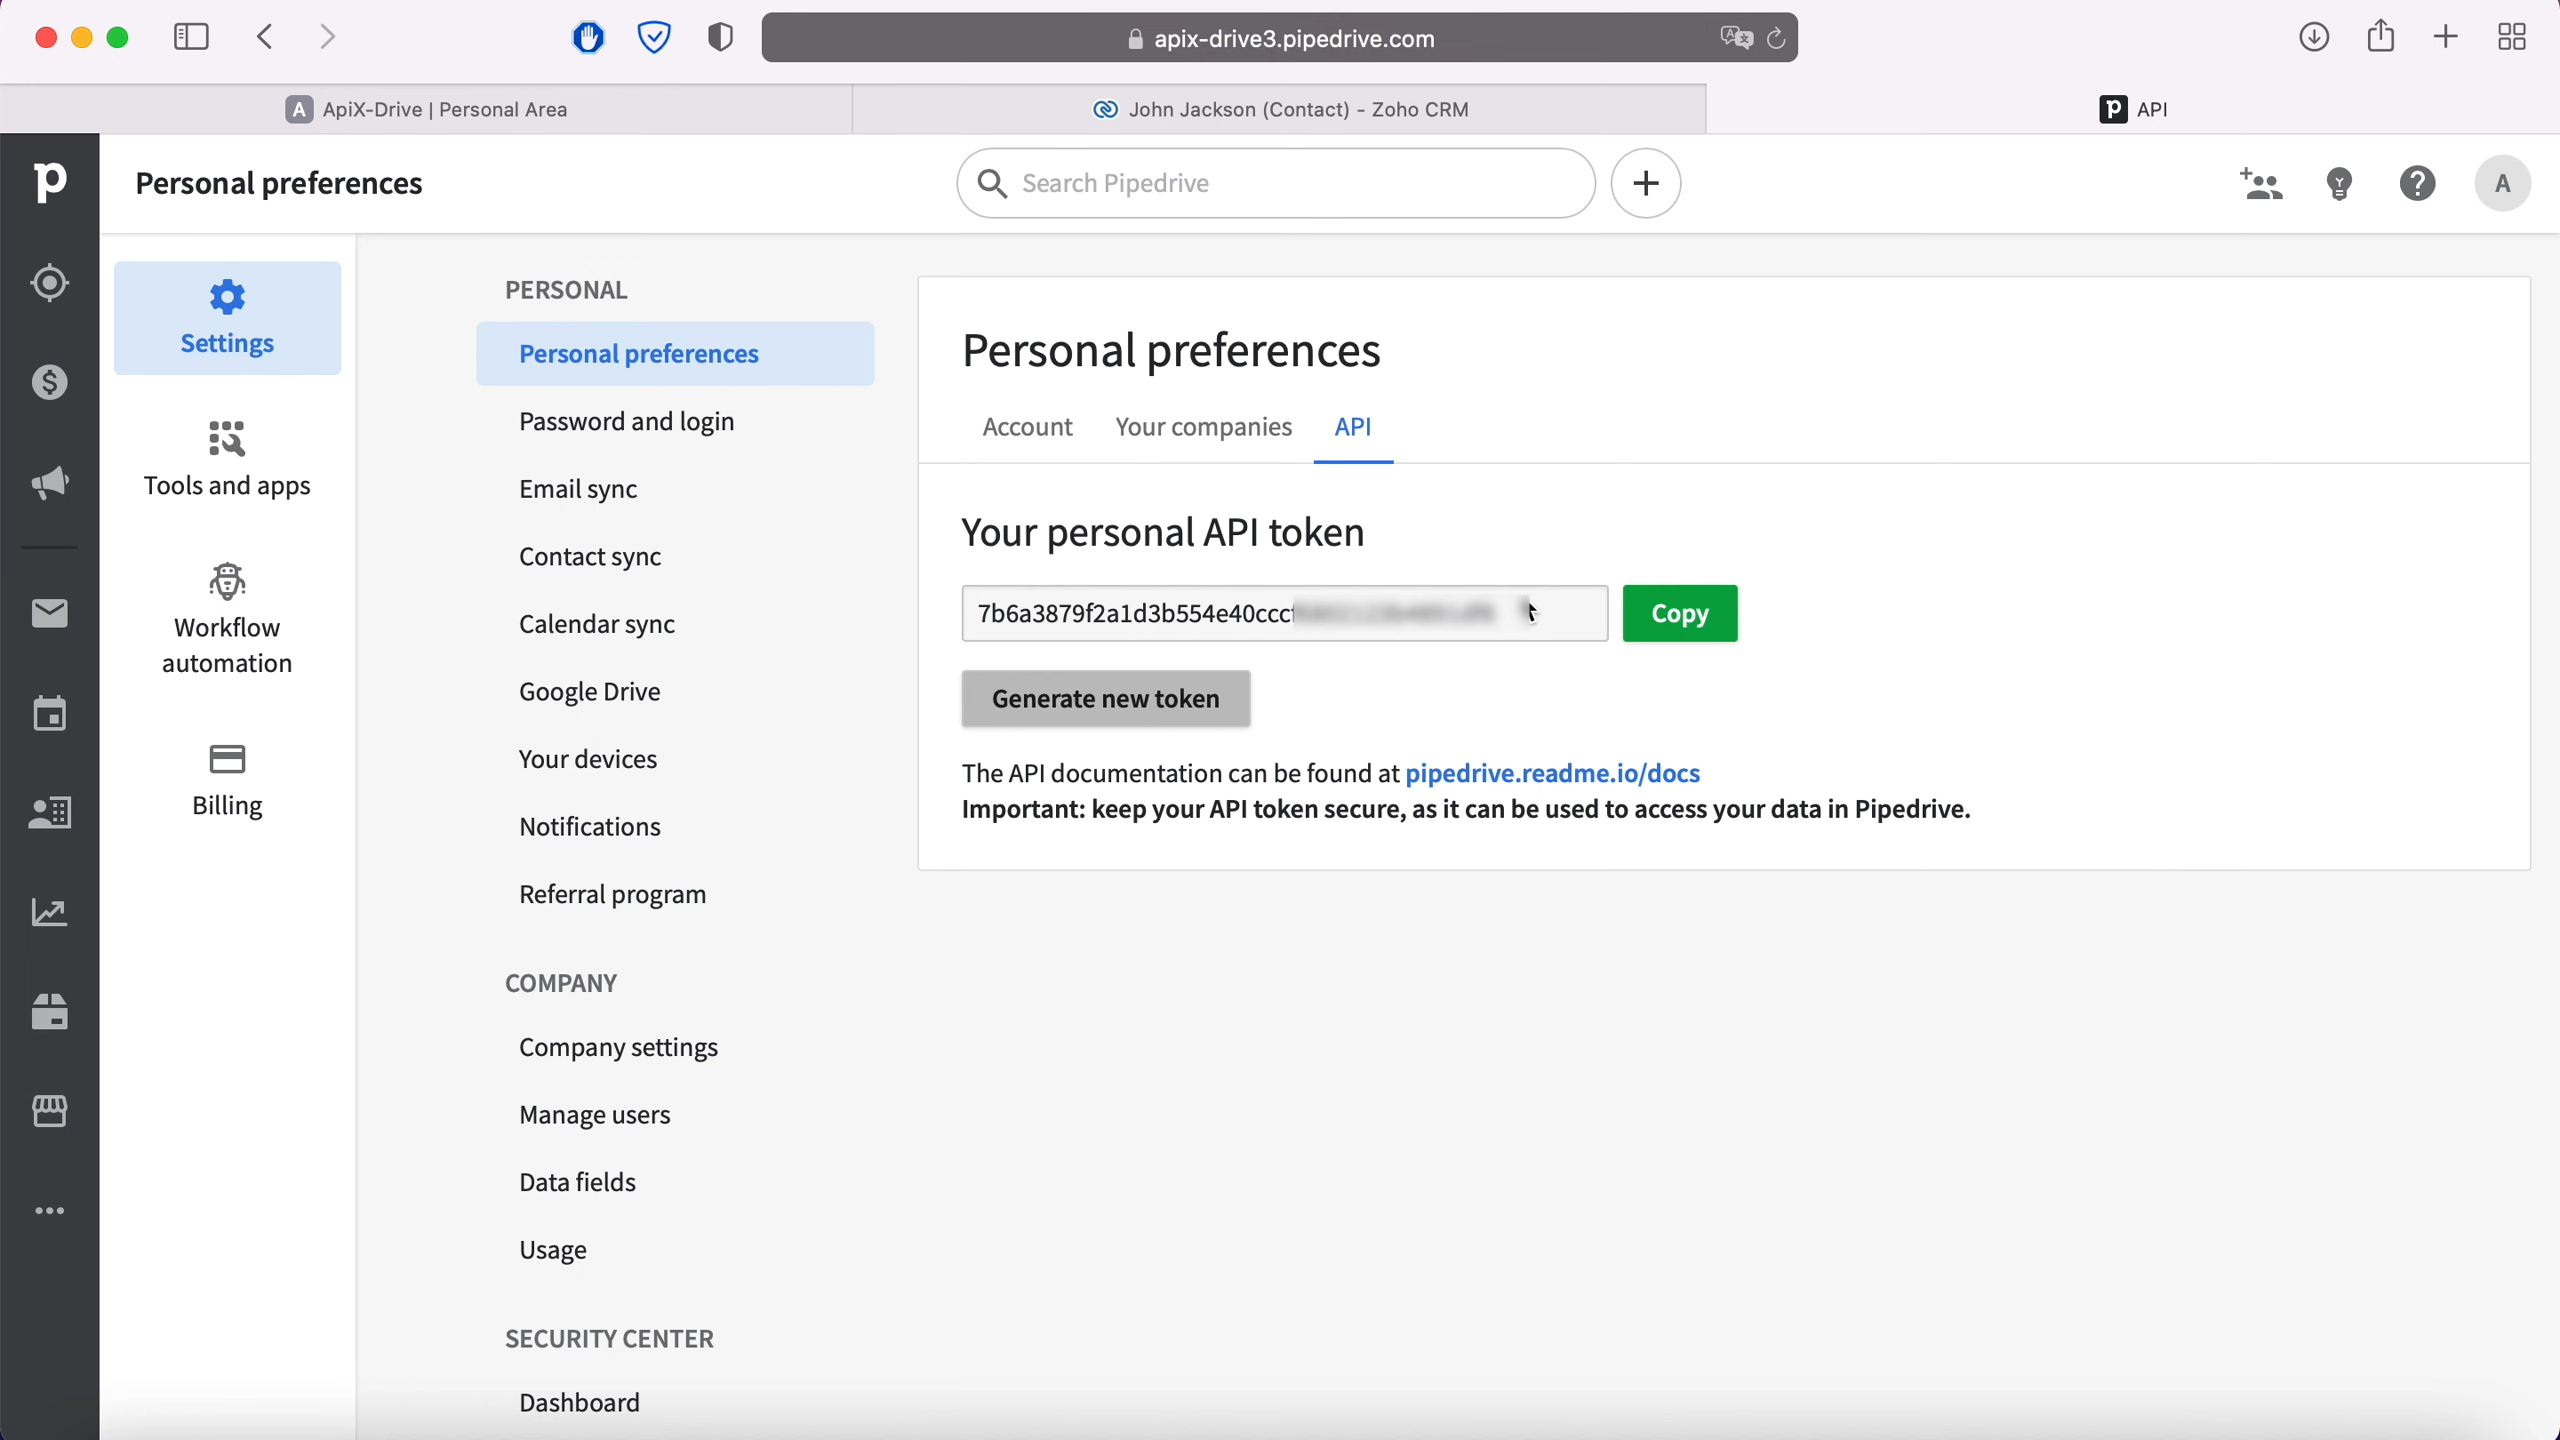 apix-drive3.pipedrive.com
A ApiX-Drive | Personal Area
John Jackson (Contact) - Zoho CRM
p API
p
Personal preferences
Search Pipedrive
A
Settings
Tools and apps
Workflow
automation
Billing
PERSONAL
Personal preferences
Password and login
Email sync
Contact sync
Calendar sync
Google Drive
Your devices
Notifications
Referral program
COMPANY
Company settings
Manage users
Data fields
Usage
SECURITY CENTER
Dashboard
Personal preferences
Account Your companies API
Your personal API token
7b6a3879f2a1d3b554e40ccc
Copy
Generate new token
The API documentation can be found at pipedrive.readme.io/docs
Important: keep your API token secure, as it can be used to access your data in Pipedrive.